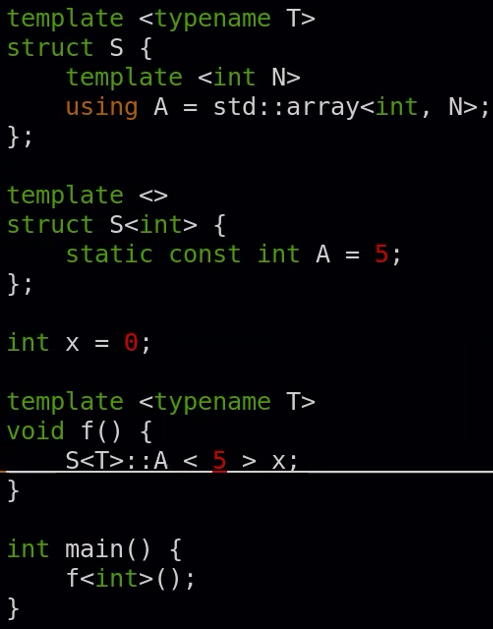 template <typename T>
struct S {
    template <int N>
    using A = std::array<int, N>;
};

template <>
struct S<int> {
    static const int A = 5;
};

int x = 0;

template <typename T>
void f() {
    S<T>::A < 5 > x;
}

int main() {
    f<int>();
}